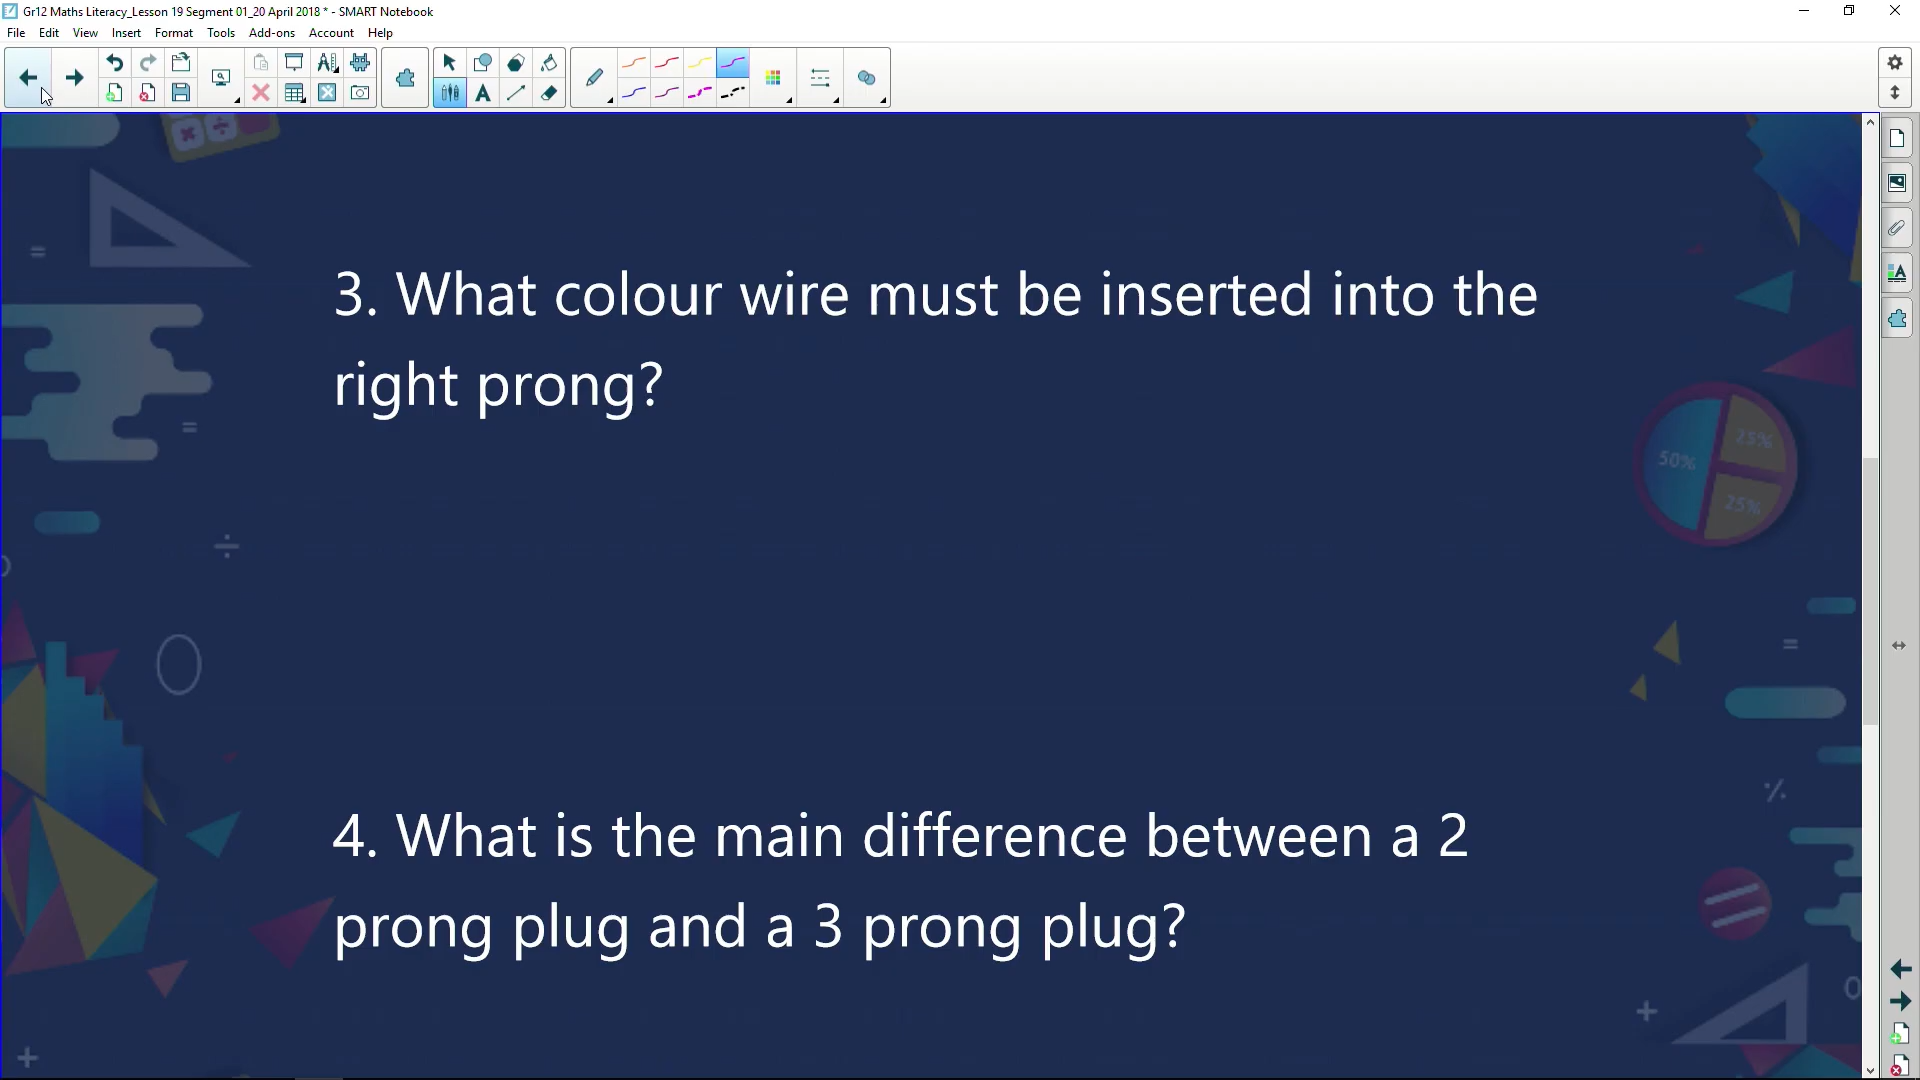 Gr12 Maths Literacy_Lesson 19 Segment 01_20 April 2018 * - SMART Notebook
File Edit View Insert Format Tools Add-ons Account Help
3. What colour wire must be inserted into the
right prong?
50% 25%
25%
4. What is the main difference between a 2
prong plug and a 3 prong plug?